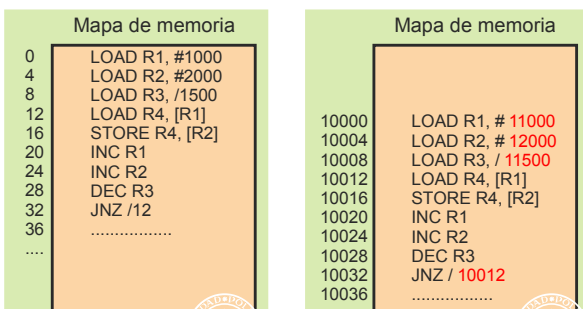 Mapa de memoria
0 LOAD R1, #1000
4 LOAD R2, #2000
8 LOAD R3, /1500
12 LOAD R4, [R1]
16 STORE R4, [R2]
20 INC R1
24 INC R2
28 DEC R3
32 JNZ /12
36 .................
....
Mapa de memoria
10000 LOAD R1, # 11000
10004 LOAD R2, # 12000
10008 LOAD R3, / 11500
10012 LOAD R4, [R1]
10016 STORE R4, [R2]
10020 INC R1
10024 INC R2
10028 DEC R3
10032 JNZ / 10012
10036 .................